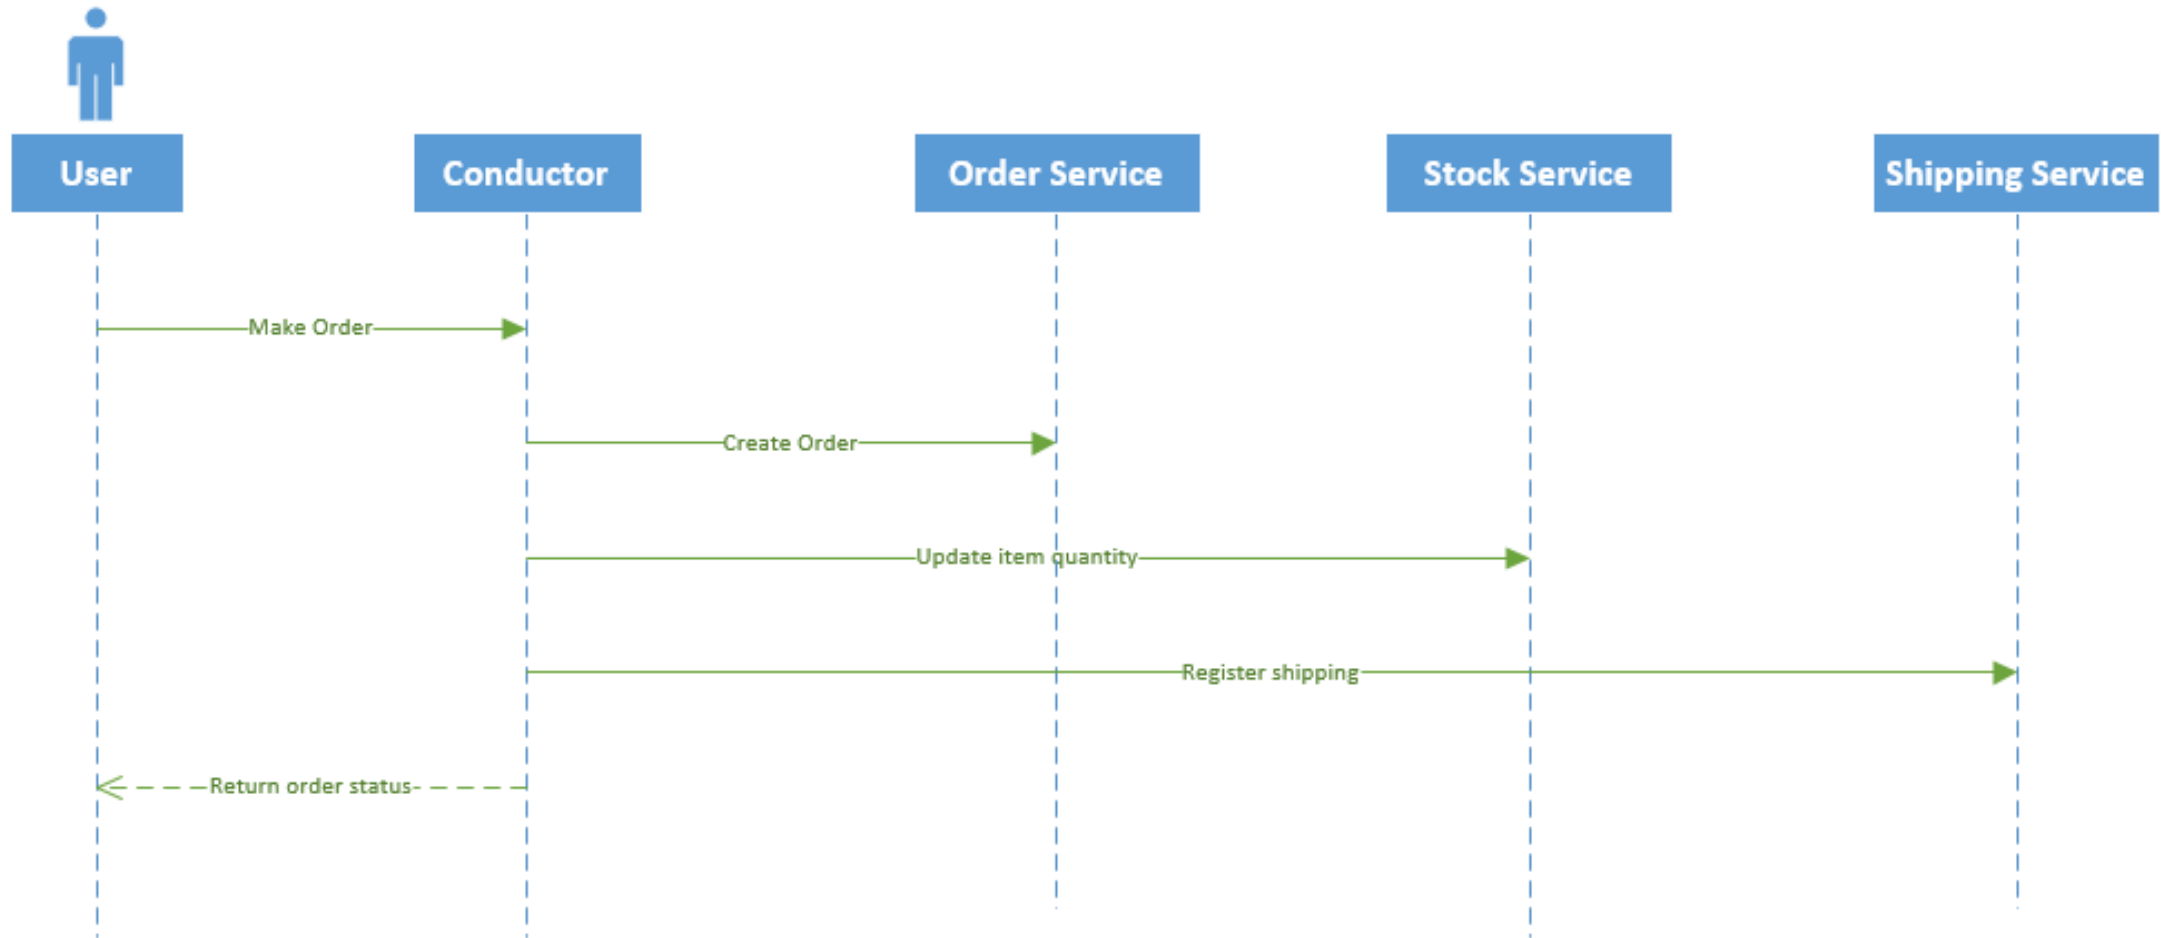 User
Conductor
Order Service
Stock Service
Shipping Service
Make Order
Create Order
Update item quantity
Register shipping
Return order status